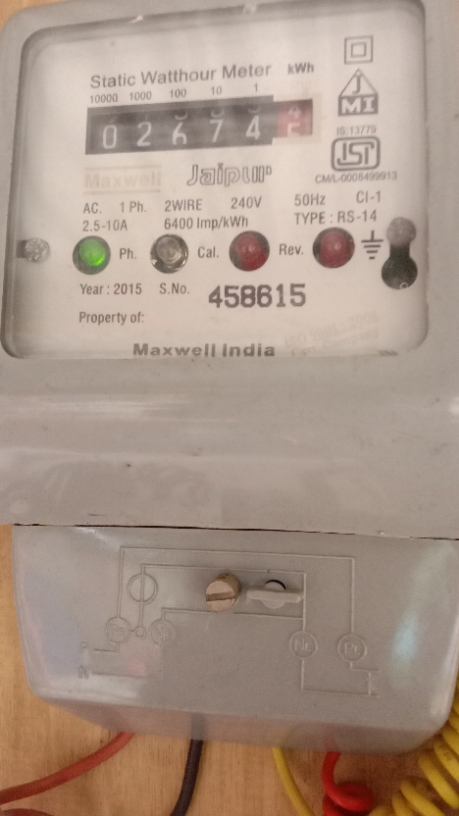 Static Watthour Meter kWh
10000 1000 100 10 1
0 2 6 7 4
J
MI
IS:13779
ISI
CM/L-0008499913
Maxwell
Jaipur
AC. 1 Ph. 2WIRE 240V 50Hz Cl-1
2.5-10A 6400 Imp/kWh TYPE : RS-14
Ph. Cal. Rev.
Year : 2015 S.No. 458615
Property of:
Maxwell India